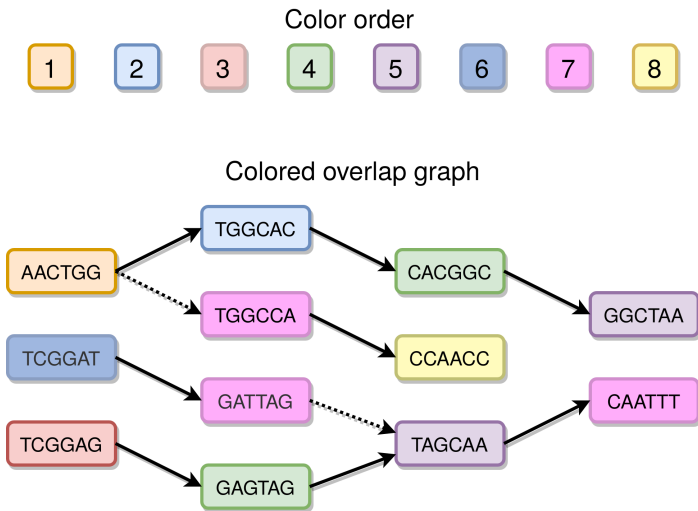 Color order
1 2 3 4 5 6 7 8
Colored overlap graph
TGGCAC
AACTGG
CACGGC
TGGCCA
GGCTAA
TCGGAT
CCAACC
GATTAG
CAATTT
TCGGAG
TAGCAA
GAGTAG